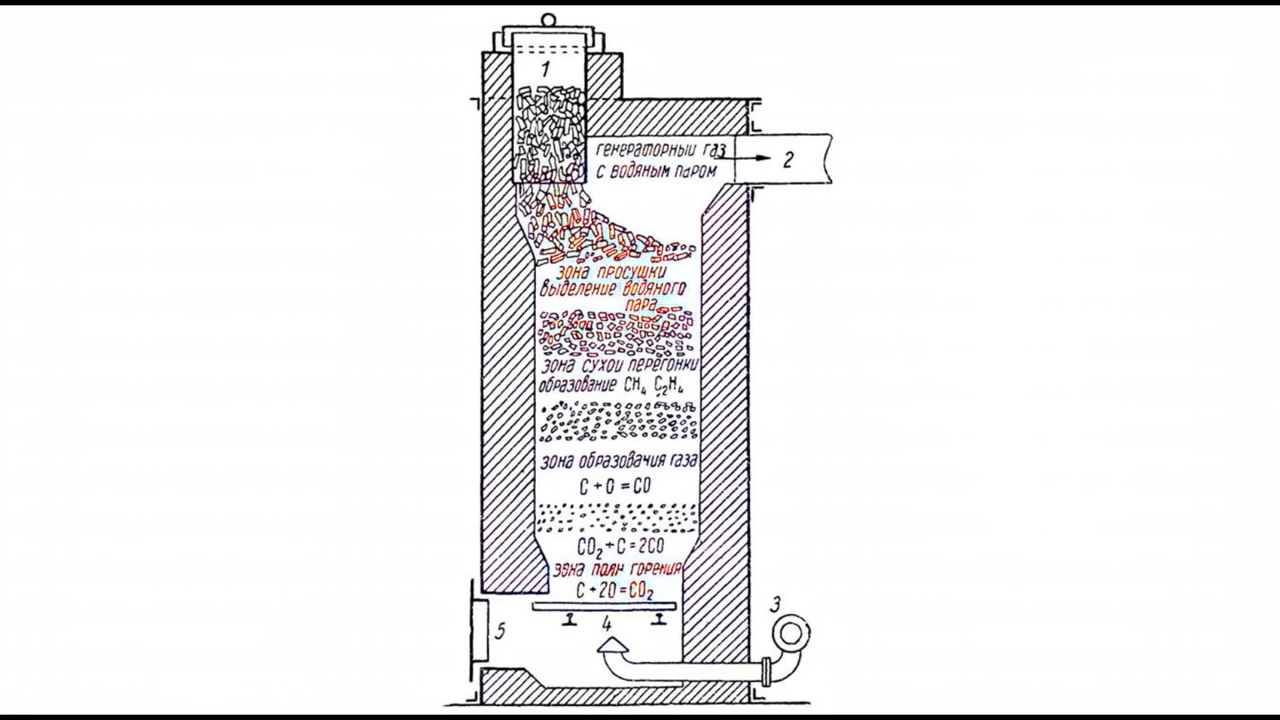 1
генераторный газ
с водяным паром
2
зона просушки
выделение водяного
пара
зона сухои перегонки
образование CH₄ C₂H₄
зона образования газа
C + O = CO
CO₂ + C = 2CO
зона полн горения
C + 2O = CO₂
3
4
5